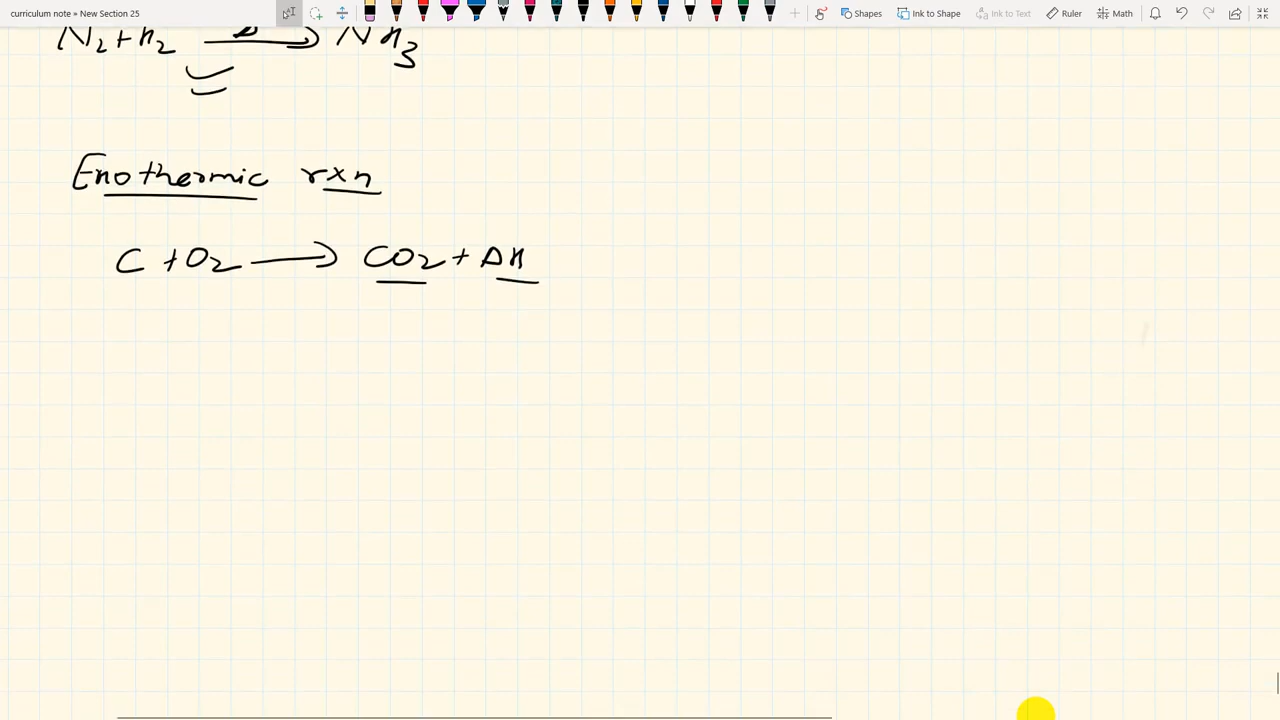 curriculum note » New Section 25
Shapes Ink to Shape Ink to Text Ruler Math
N2+H2 → NH3
Exothermic rxn
C + O2 → CO2 + ΔH